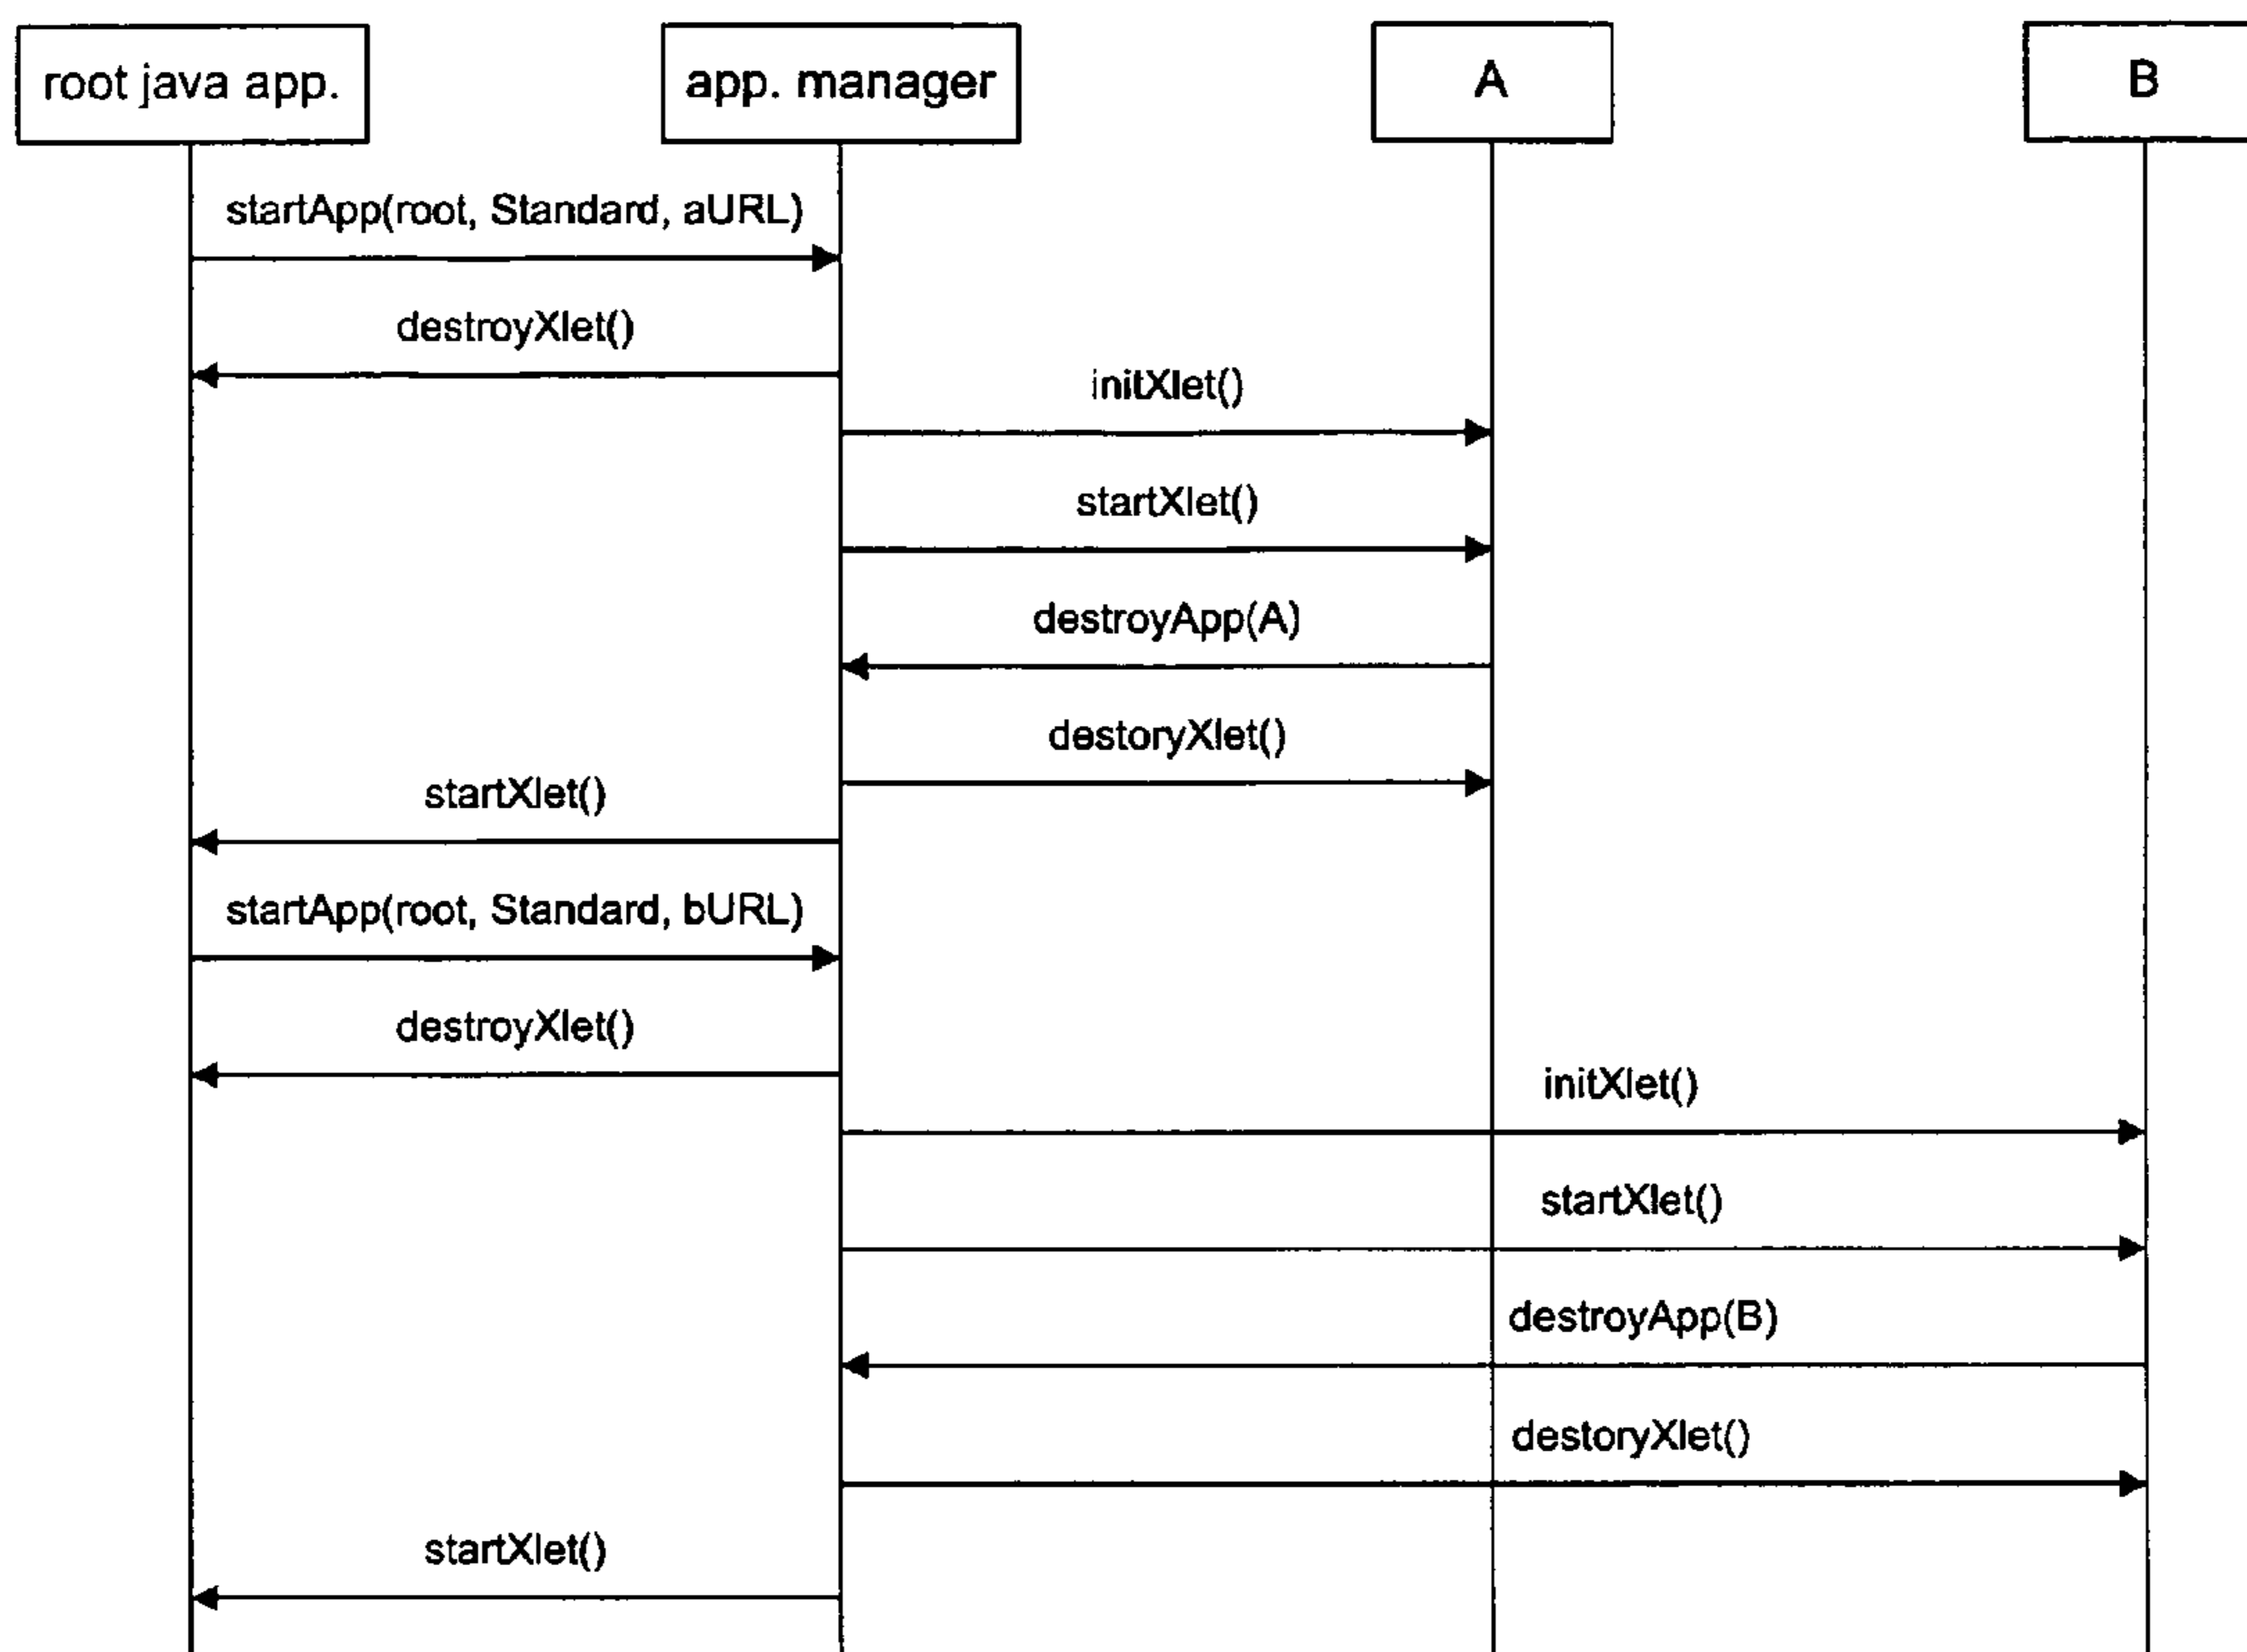 root java app.
app. manager
A
B
startApp(root, Standard, aURL)
destroyXlet()
initXlet()
startXlet()
destroyApp(A)
destoryXlet()
startXlet()
startApp(root, Standard, bURL)
destroyXlet()
initXlet()
startXlet()
destroyApp(B)
destoryXlet()
startXlet()